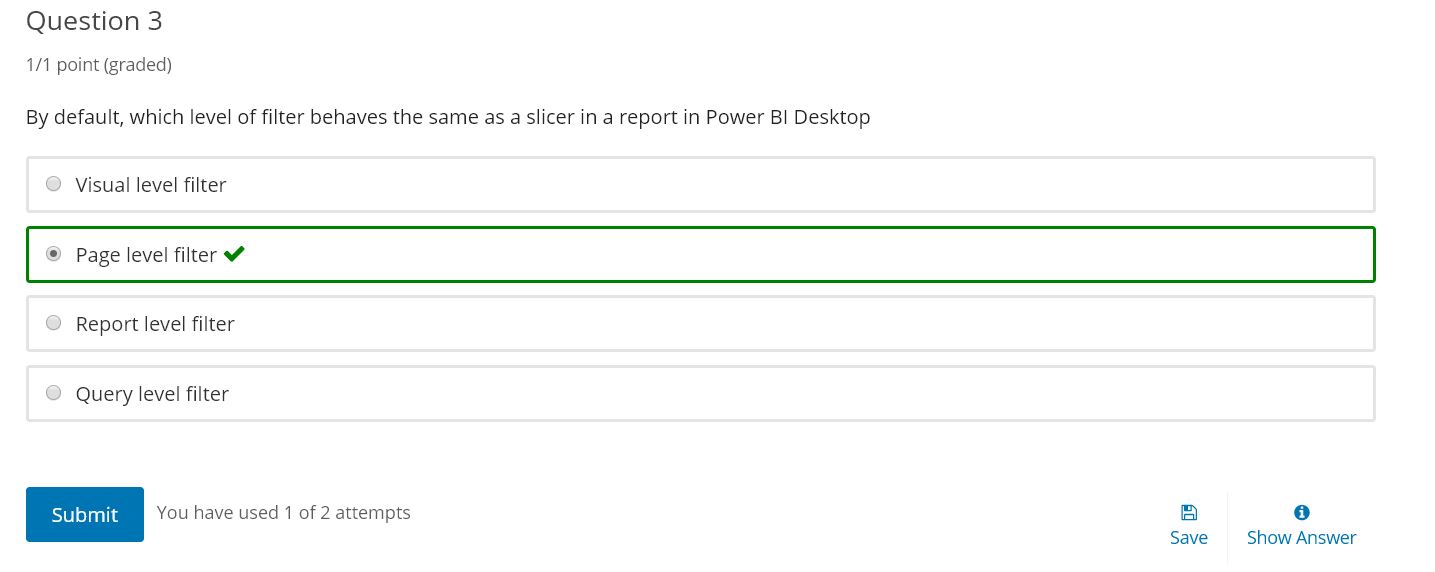 Question 3
1/1 point (graded)
By default, which level of filter behaves the same as a slicer in a report in Power BI Desktop
Visual level filter
Page level filter
Report level filter
Query level filter
Submit
You have used 1 of 2 attempts
Save
Show Answer